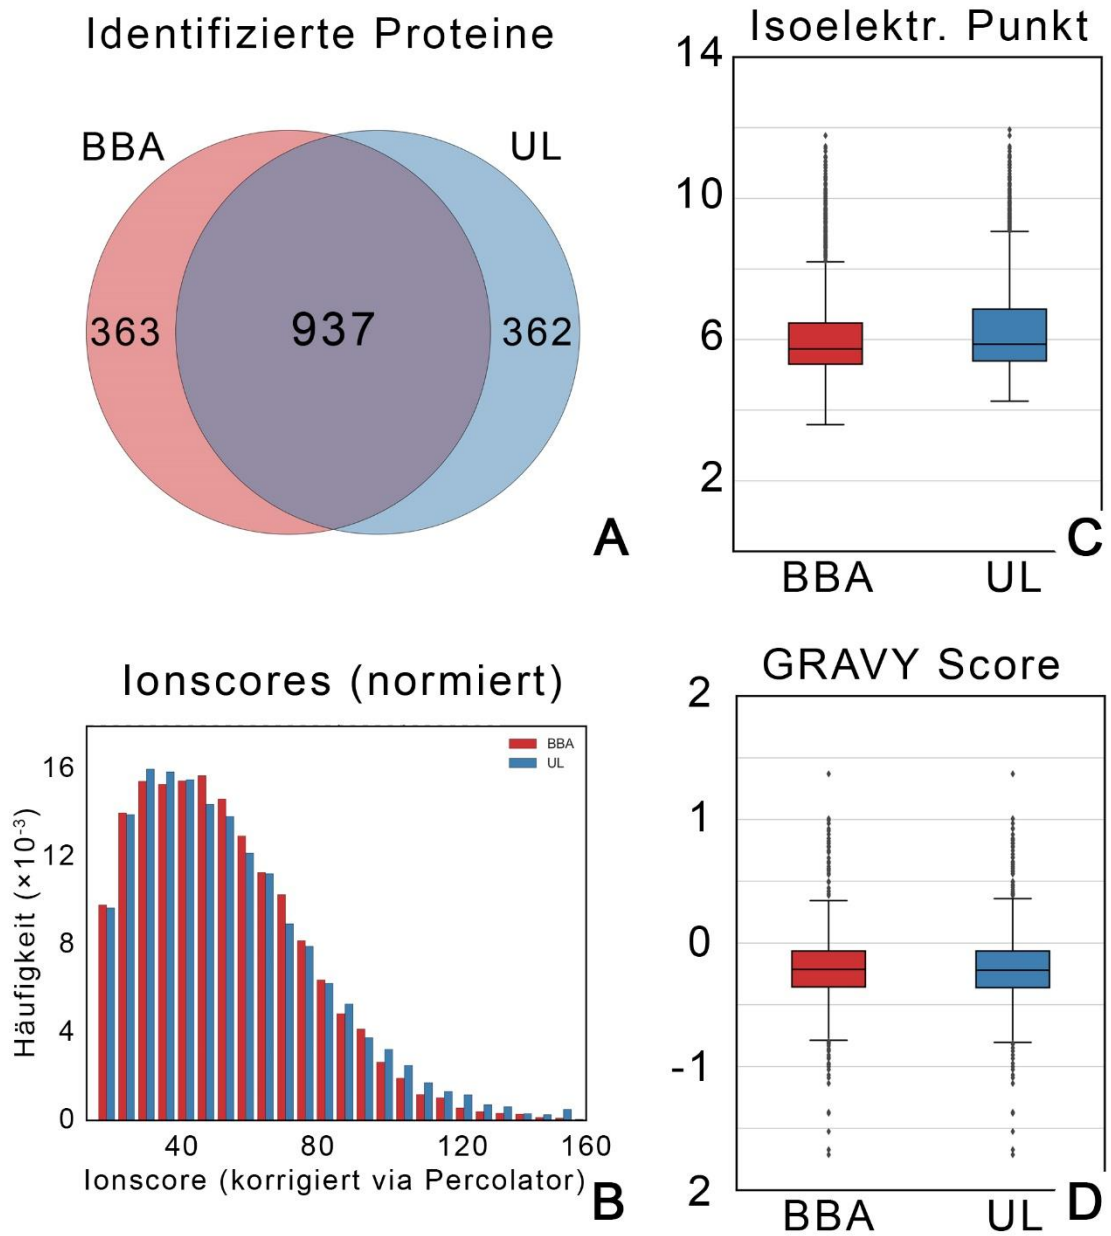 Identifizierte Proteine
BBA
UL
363
937
362
A
Isoelektr. Punkt
14
10
6
2
BBA
UL
C
Ionscores (normiert)
BBA
UL
Häufigkeit (×10⁻³)
16
12
8
4
0
40
80
120
160
Ionscore (korrigiert via Percolator)
B
GRAVY Score
2
1
0
-1
2
BBA
UL
D